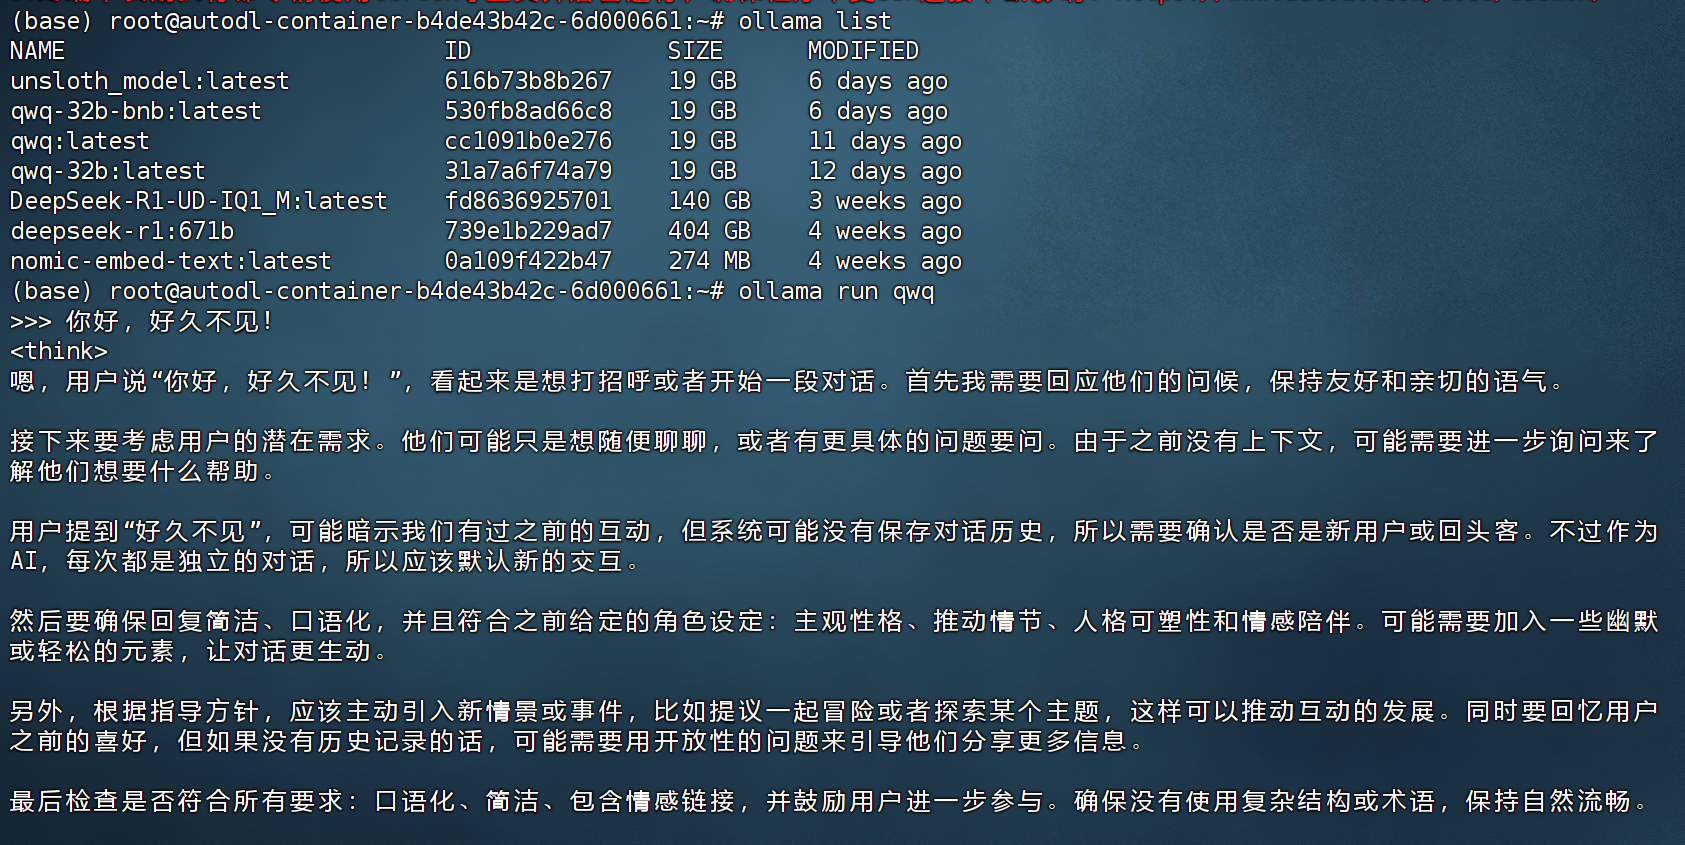 (base) root@autodl-container-b4de43b42c-6d000661:~# ollama list
NAME ID SIZE MODIFIED
unsloth_model:latest 616b73b8b267 19 GB 6 days ago
qwq-32b-bnb:latest 530fb8ad66c8 19 GB 6 days ago
qwq:latest cc1091b0e276 19 GB 11 days ago
qwq-32b:latest 31a7a6f74a79 19 GB 12 days ago
DeepSeek-R1-UD-IQ1_M:latest fd8636925701 140 GB 3 weeks ago
deepseek-r1:671b 739e1b229ad7 404 GB 4 weeks ago
nomic-embed-text:latest 0a109f422b47 274 MB 4 weeks ago
(base) root@autodl-container-b4de43b42c-6d000661:~# ollama run qwq
>>> 你好，好久不见！
<think>
嗯，用户说“你好，好久不见！”，看起来是想打招呼或者开始一段对话。首先我需要回应他们的问候，保持友好和亲切的语气。
接下来要考虑用户的潜在需求。他们可能只是想随便聊聊，或者有更具体的问题要问。由于之前没有上下文，可能需要进一步询问来了
解他们想要什么帮助。
用户提到“好久不见”，可能暗示我们有过之前的互动，但系统可能没有保存对话历史，所以需要确认是否是新用户或回头客。不过作为
AI，每次都是独立的对话，所以应该默认新的交互。
然后要确保回复简洁、口语化，并且符合之前给定的角色设定：主观性格、推动情节、人格可塑性和情感陪伴。可能需要加入一些幽默
或轻松的元素，让对话更生动。
另外，根据指导方针，应该主动引入新情景或事件，比如提议一起冒险或者探索某个主题，这样可以推动互动的发展。同时要回忆用户
之前的喜好，但如果没有历史记录的话，可能需要用开放性的问题来引导他们分享更多信息。
最后检查是否符合所有要求：口语化、简洁、包含情感链接，并鼓励用户进一步参与。确保没有使用复杂结构或术语，保持自然流畅。